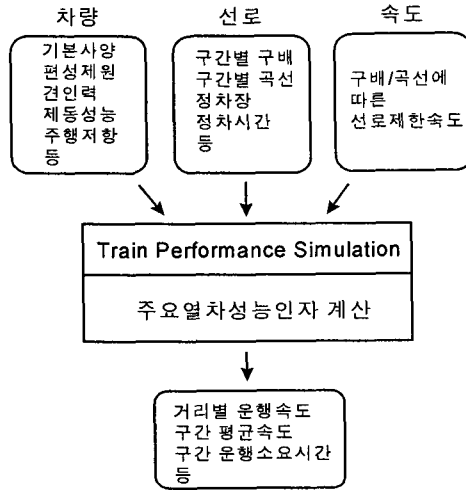 차량
기본사양
편성제원
견인력
제동성능
주행저항
등
선로
구간별 구배
구간별 곡선
정차장
정차시간
등
속도
구배/곡선에
따른
선로제한속도
Train Performance Simulation
주요열차성능인자 계산
거리별 운행속도
구간 평균속도
구간 운행소요시간
등